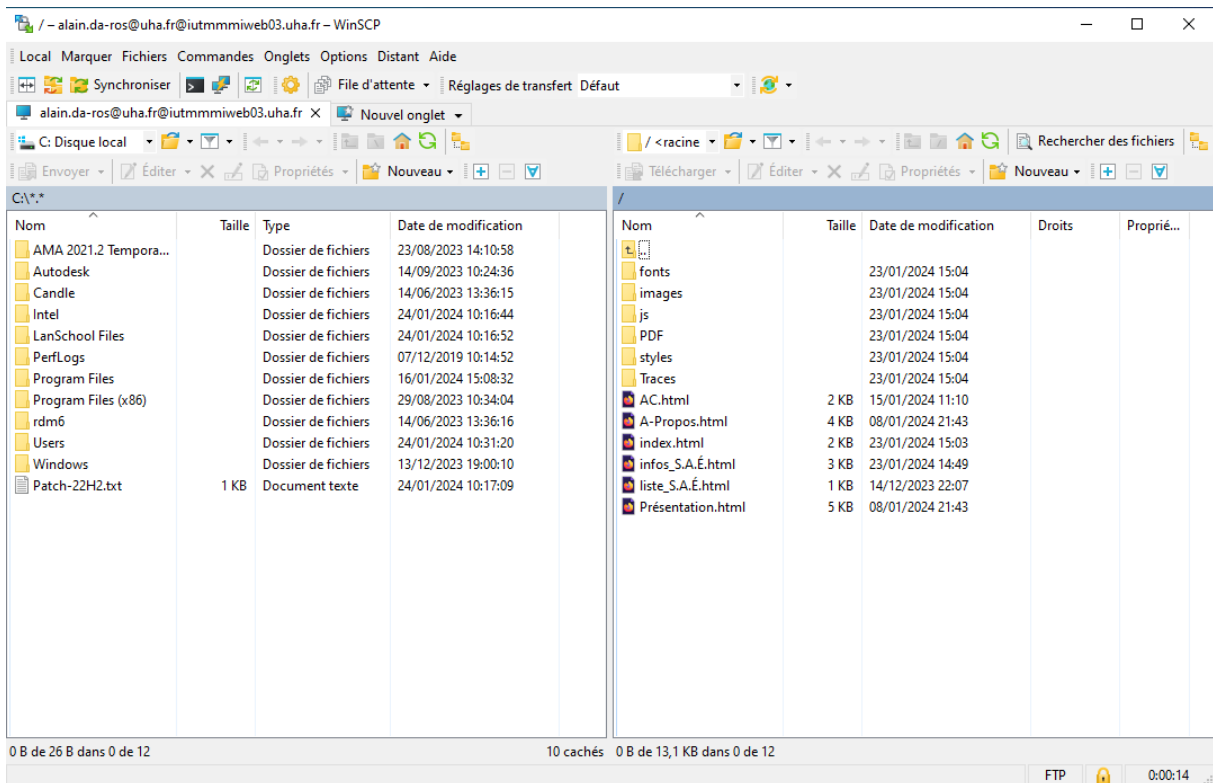 / – alain.da-ros@uha.fr@iutmmmiweb03.uha.fr – WinSCP
Local Marquer Fichiers Commandes Onglets Options Distant Aide
Synchroniser File d'attente Réglages de transfert Défaut
alain.da-ros@uha.fr@iutmmmiweb03.uha.fr X Nouvel onglet
C: Disque local / <racine Rechercher des fichiers
Envoyer Éditer Propriétés Nouveau Télécharger Éditer Propriétés Nouveau
C:\*.* /
Nom Taille Type Date de modification Nom Taille Date de modification Droits Proprié...
AMA 2021.2 Tempora... Dossier de fichiers 23/08/2023 14:10:58 ..
Autodesk Dossier de fichiers 14/09/2023 10:24:36 fonts 23/01/2024 15:04
Candle Dossier de fichiers 14/06/2023 13:36:15 images 23/01/2024 15:04
Intel Dossier de fichiers 24/01/2024 10:16:44 js 23/01/2024 15:04
LanSchool Files Dossier de fichiers 24/01/2024 10:16:52 PDF 23/01/2024 15:04
PerfLogs Dossier de fichiers 07/12/2019 10:14:52 styles 23/01/2024 15:04
Program Files Dossier de fichiers 16/01/2024 15:08:32 Traces 23/01/2024 15:04
Program Files (x86) Dossier de fichiers 29/08/2023 10:34:04 AC.html 2 KB 15/01/2024 11:10
rdm6 Dossier de fichiers 14/06/2023 13:36:16 A-Propos.html 4 KB 08/01/2024 21:43
Users Dossier de fichiers 24/01/2024 10:31:20 index.html 2 KB 23/01/2024 15:03
Windows Dossier de fichiers 13/12/2023 19:00:10 infos_S.A.É.html 3 KB 23/01/2024 14:49
Patch-22H2.txt 1 KB Document texte 24/01/2024 10:17:09 liste_S.A.É.html 1 KB 14/12/2023 22:07
Présentation.html 5 KB 08/01/2024 21:43
0 B de 26 B dans 0 de 12 10 cachés 0 B de 13,1 KB dans 0 de 12
FTP 0:00:14